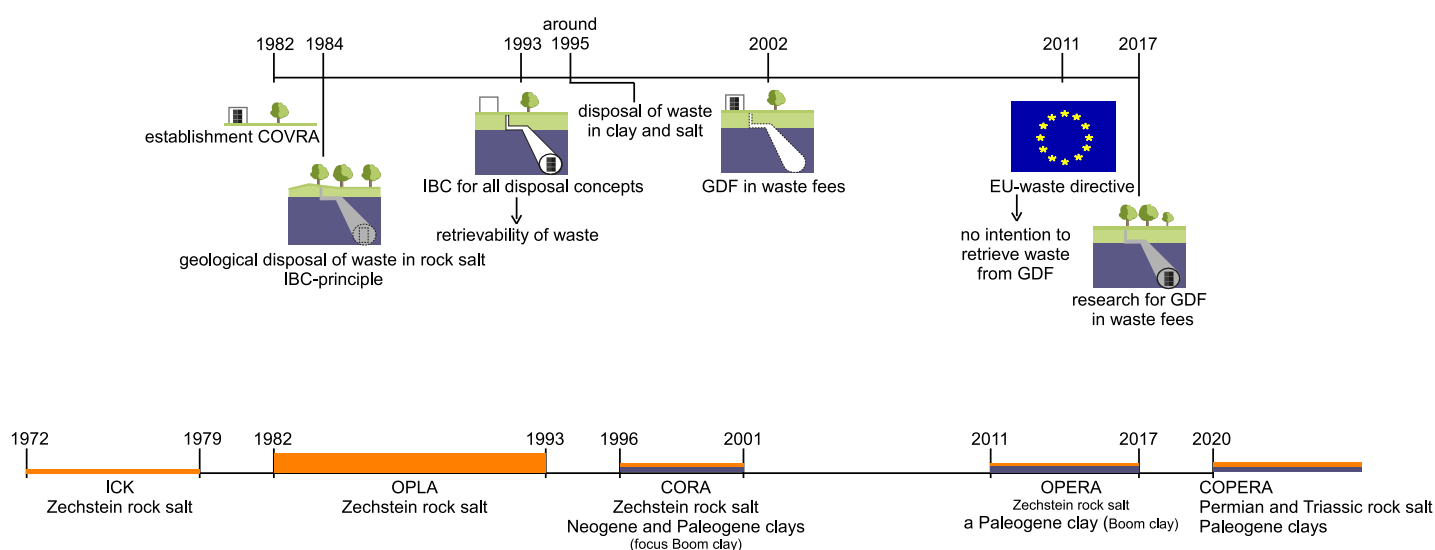 around
1982 1984 1993 1995 2002 2011 2017
establishment COVRA
disposal of waste
in clay and salt
IBC for all disposal concepts
retrievability of waste
GDF in waste fees
EU-waste directive
no intention to
retrieve waste
from GDF
geological disposal of waste in rock salt
IBC-principle
research for GDF
in waste fees
1972 1979 1982 1993 1996 2001 2011 2017 2020
ICK
Zechstein rock salt
OPLA
Zechstein rock salt
CORA
Zechstein rock salt
Neogene and Paleogene clays
(focus Boom clay)
OPERA
Zechstein rock salt
a Paleogene clay (Boom clay)
COPERA
Permian and Triassic rock salt
Paleogene clays